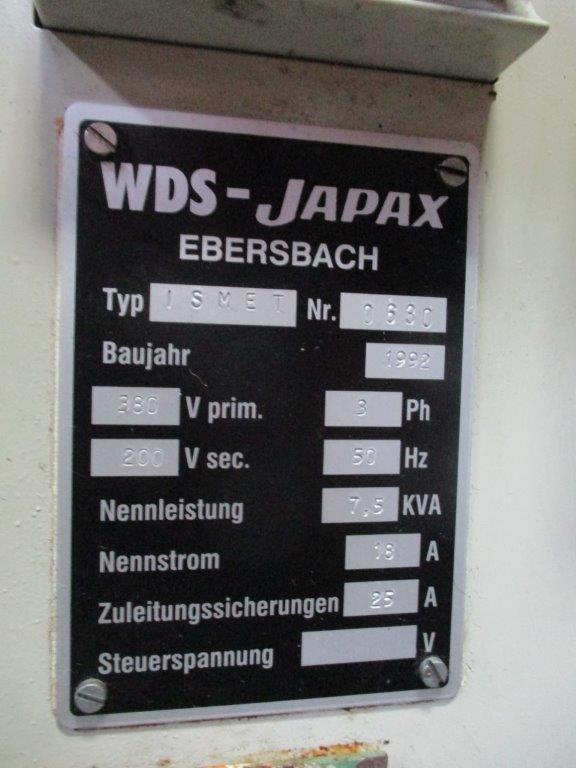 WDS-JAPAX
EBERSBACH
Typ ISMET Nr. 0630
Baujahr 1992
380 V prim. 3 Ph
200 V sec. 50 Hz
Nennleistung 7,5 KVA
Nennstrom 18 A
Zuleitungssicherungen 25 A
Steuerspannung V